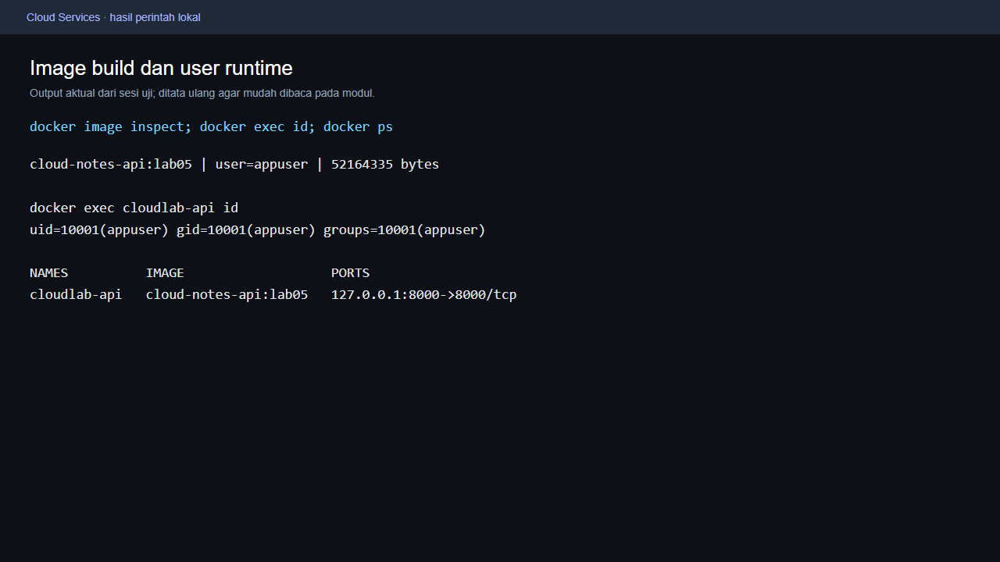 Cloud Services · hasil perintah lokal
Image build dan user runtime
Output aktual dari sesi uji; ditata ulang agar mudah dibaca pada modul.
docker image inspect; docker exec id; docker ps
cloud-notes-api:lab05 | user=appuser | 52164335 bytes
docker exec cloudlab-api id
uid=10001(appuser) gid=10001(appuser) groups=10001(appuser)
NAMES          IMAGE                   PORTS
cloudlab-api   cloud-notes-api:lab05   127.0.0.1:8000->8000/tcp